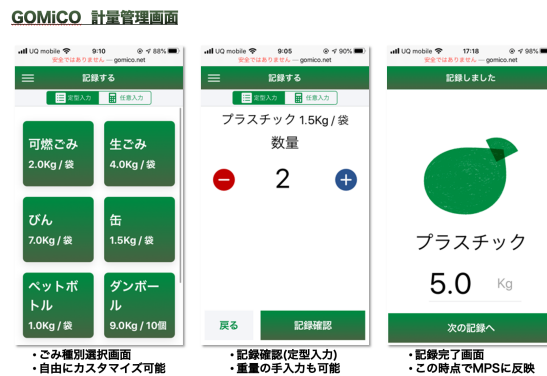 GOMiCO 計量管理画面
UQ mobile 9:10 88%
安全ではありません — gomico.net
記録する
定型入力 任意入力
可燃ごみ
2.0Kg / 袋
生ごみ
4.0Kg / 袋
びん
7.0Kg / 袋
缶
1.5Kg / 袋
ペットボ
トル
1.0Kg / 袋
ダンボー
ル
9.0Kg / 10個
・ごみ種別選択画面
・自由にカスタマイズ可能
UQ mobile 9:05 90%
安全ではありません — gomico.net
記録する
定型入力 任意入力
プラスチック 1.5Kg / 袋
数量
2
戻る 記録確認
・記録確認(定型入力)
・重量の手入力も可能
UQ mobile 17:18 98%
安全ではありません — gomico.net
記録しました
プラスチック
5.0 Kg
次の記録へ
・記録完了画面
・この時点でMPSに反映